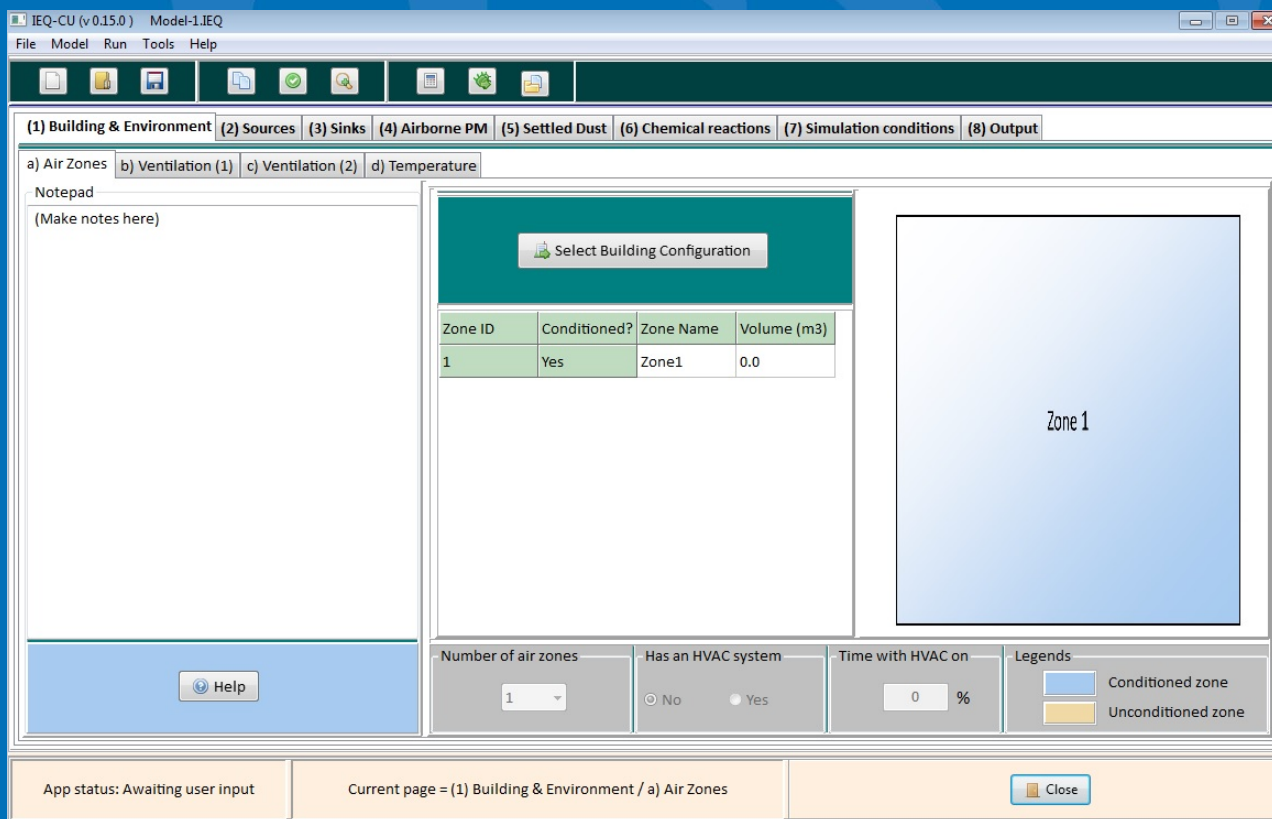 IEQ-CU (v 0.15.0 ) Model-1.IEQ
File Model Run Tools Help
(1) Building & Environment (2) Sources (3) Sinks (4) Airborne PM (5) Settled Dust (6) Chemical reactions (7) Simulation conditions (8) Output
a) Air Zones b) Ventilation (1) c) Ventilation (2) d) Temperature
Notepad
(Make notes here)
Select Building Configuration
Zone ID Conditioned? Zone Name Volume (m3)
1 Yes Zone1 0.0
Zone 1
Help
Number of air zones
1
Has an HVAC system
No Yes
Time with HVAC on
0 %
Legends
Conditioned zone
Unconditioned zone
App status: Awaiting user input
Current page = (1) Building & Environment / a) Air Zones
Close